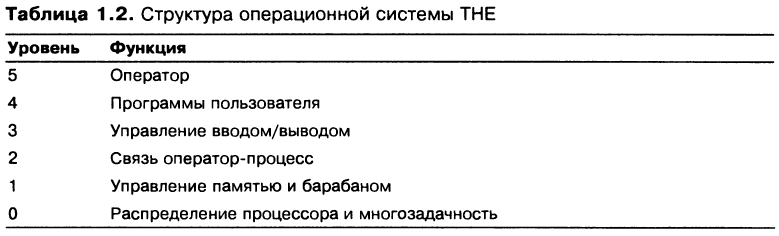 Таблица 1.2. Структура операционной системы THE
Уровень Функция
5 Оператор
4 Программы пользователя
3 Управление вводом/выводом
2 Связь оператор-процесс
1 Управление памятью и барабаном
0 Распределение процессора и многозадачность